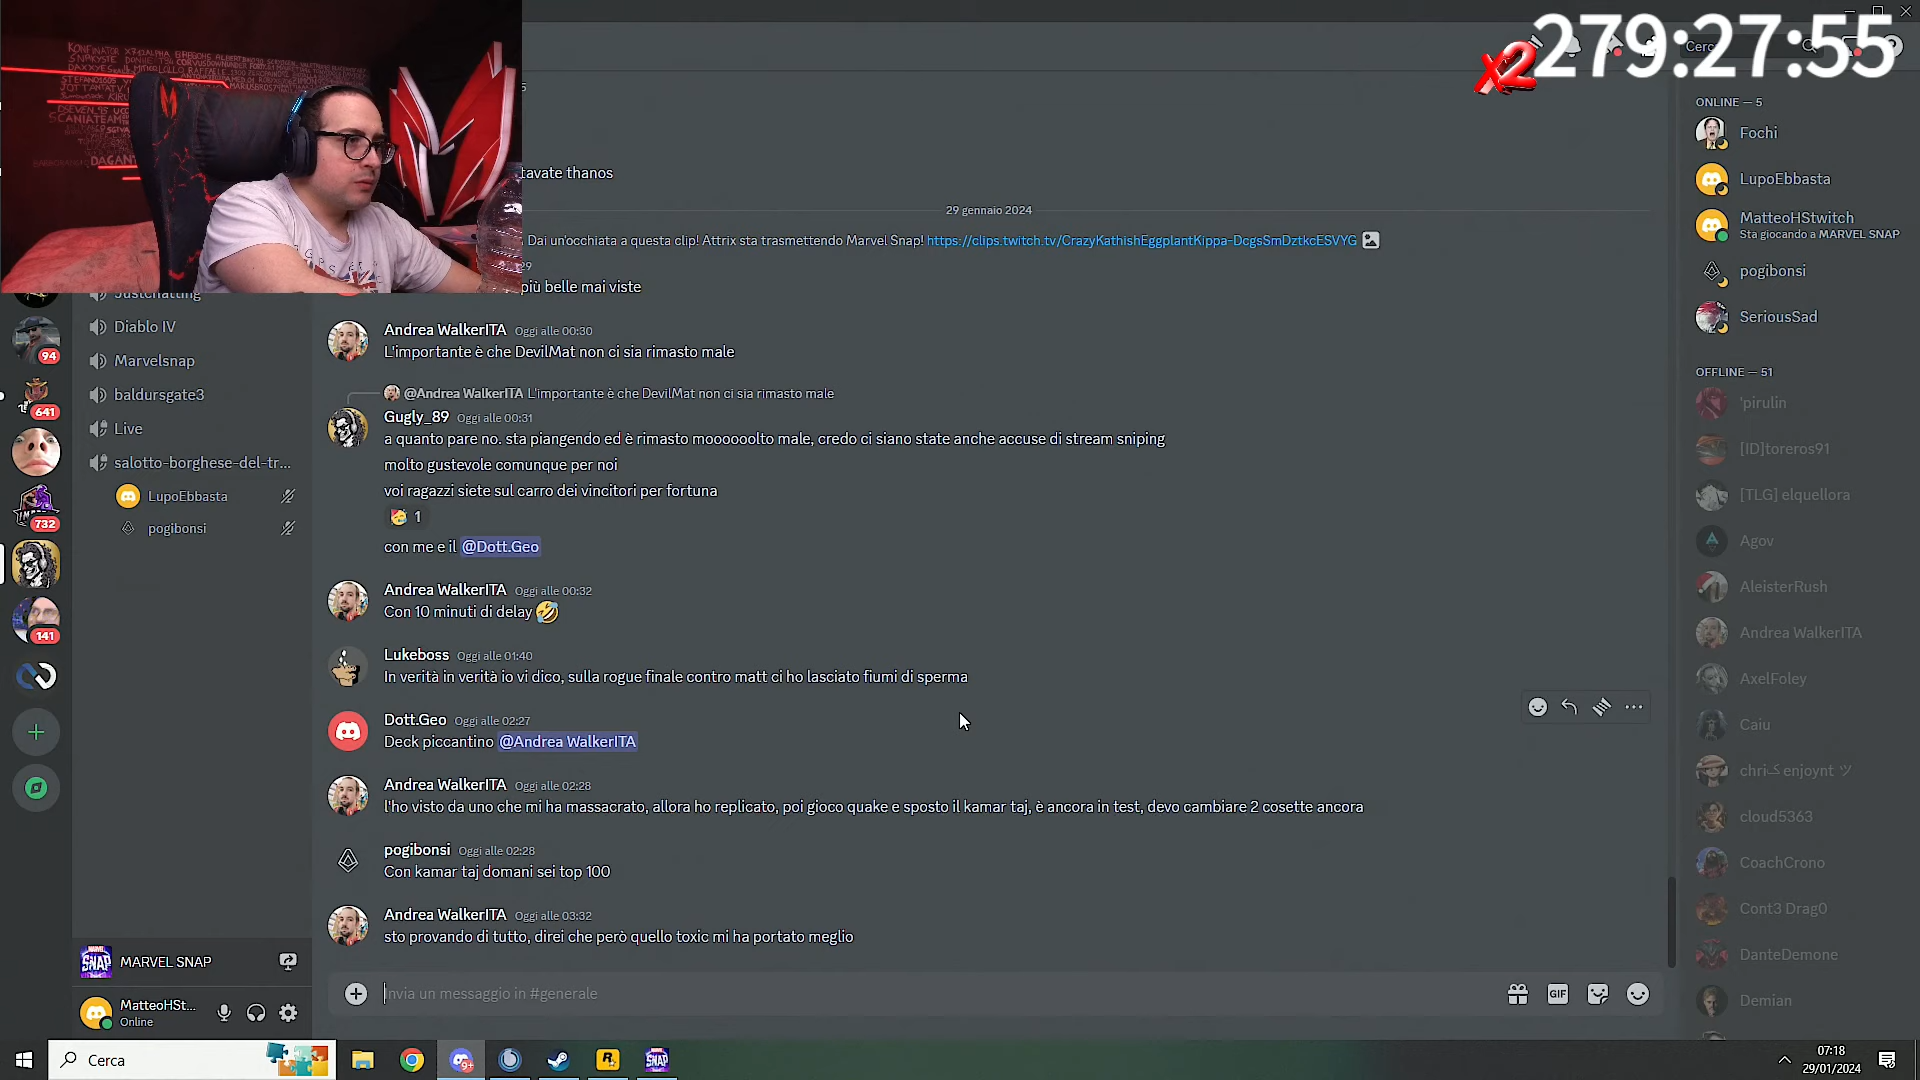 279:27:55
x2
Cerc
KONFINATOR
DAGANT
tavate thanos
29 gennaio 2024
Dai un'occhiata a questa clip! Attrix sta trasmettendo Marvel Snap! https://clips.twitch.tv/CrazyKathishEggplantKippa-DcgsSmDztkcESVYG
:29
più belle mai viste
Andrea WalkerITA Oggi alle 00:30
L'importante è che DevilMat non ci sia rimasto male
@Andrea WalkerITA L'importante è che DevilMat non ci sia rimasto male
Gugly_89 Oggi alle 00:31
a quanto pare no. sta piangendo ed è rimasto moooooolto male, credo ci siano state anche accuse di stream sniping
molto gustevole comunque per noi
voi ragazzi siete sul carro dei vincitori per fortuna
1
con me e il @Dott.Geo
Andrea WalkerITA Oggi alle 00:32
Con 10 minuti di delay
Lukeboss Oggi alle 01:40
In verità in verità io vi dico, sulla rogue finale contro matt ci ho lasciato fiumi di sperma
Dott.Geo Oggi alle 02:27
Deck piccantino @Andrea WalkerITA
Andrea WalkerITA Oggi alle 02:28
l'ho visto da uno che mi ha massacrato, allora ho replicato, poi gioco quake e sposto il kamar taj, è ancora in test, devo cambiare 2 cosette ancora
pogibonsi Oggi alle 02:28
Con kamar taj domani sei top 100
Andrea WalkerITA Oggi alle 03:32
sto provando di tutto, direi che però quello toxic mi ha portato meglio
Invia un messaggio in #generale
GIF
Justchatting
Diablo IV
Marvelsnap
baldursgate3
Live
salotto-borghese-del-tr...
LupoEbbasta
pogibonsi
94
641
732
141
MARVEL SNAP
MatteoHSt...
Online
ONLINE — 5
Fochi
LupoEbbasta
MatteoHStwitch
Sta giocando a MARVEL SNAP
pogibonsi
SeriousSad
OFFLINE — 51
'pirulin
[ID]toreros91
[TLG] elquellora
Agov
AleisterRush
Andrea WalkerITA
AxelFoley
Caiu
chriک enjoynt ツ
cloud5363
CoachCrono
Cont3 Drag0
DanteDemone
Demian
Cerca
9+
SNAP
07:18
29/01/2024